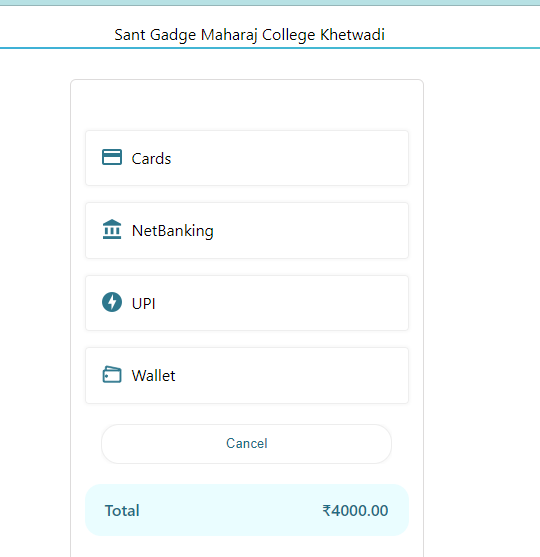 Sant Gadge Maharaj College Khetwadi
Cards
NetBanking
UPI
Wallet
Cancel
Total ₹4000.00